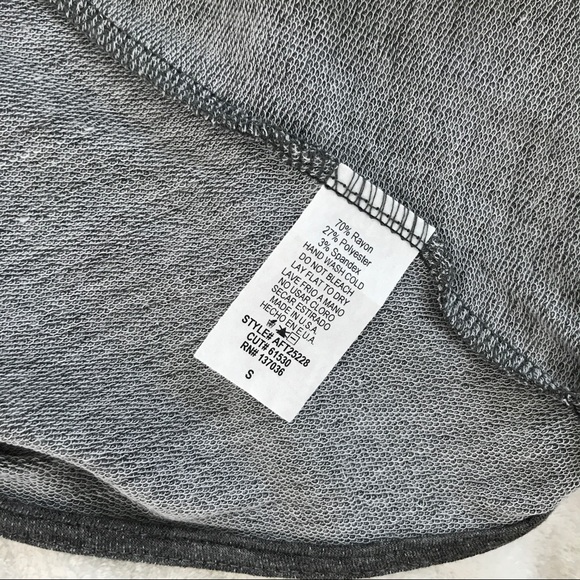 70% Rayon
27% Polyester
3% Spandex
HAND WASH COLD
DO NOT BLEACH
LAY FLAT TO DRY
LAVE FRIO A MANO
NO USAR CLORO
SECAR ESTIRADO
MADE IN U.S.A.
HECHO EN E.U.A.
STYLE# AFT25228
CUT# 61530
RN# 137036
S